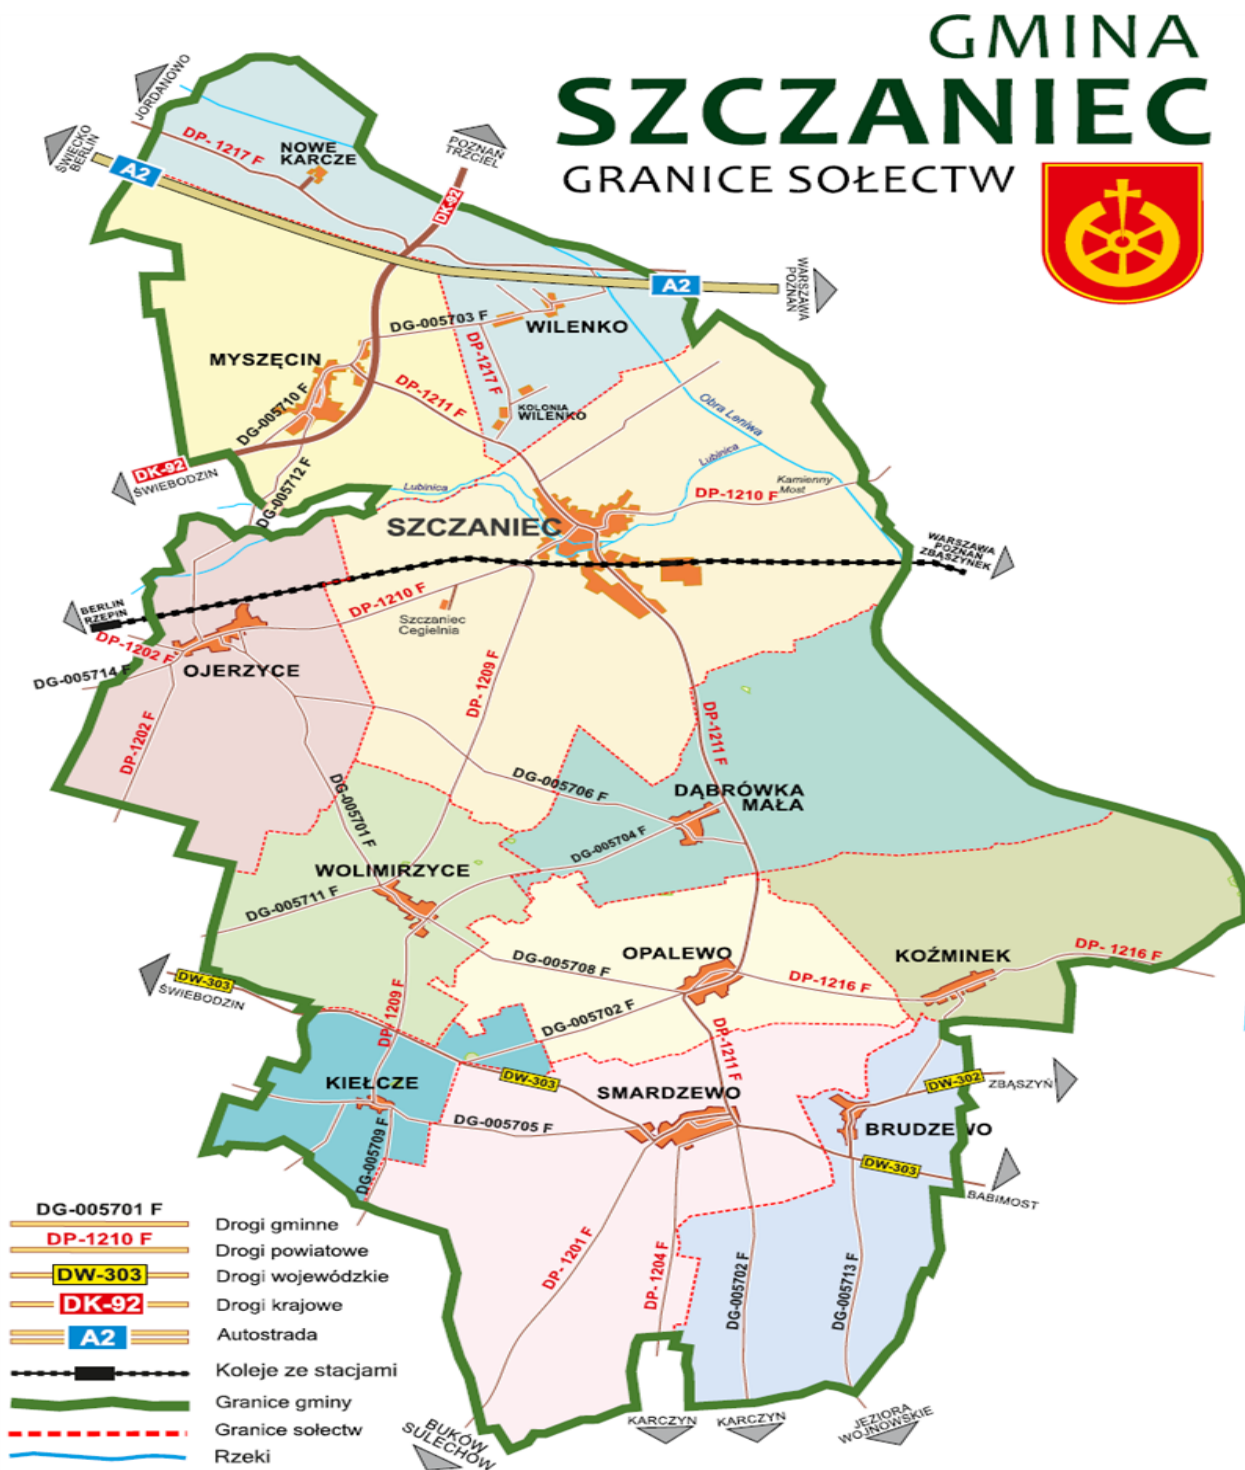 GMINA
SZCZANIEC
GRANICE SOŁECTW
JORDANOWO
ŚWIECKO
BERLIN
A2
DP- 1217 F
NOWE
KARCZE
POZNAŃ
TRZCIEL
DK-92
WARSZAWA
POZNAŃ
A2
DG-005703 F
WILENKO
MYSZĘCIN
DP-1217 F
DP-1211 F
KOLONIA
WILENKO
DG-005710 F
Obra Leniwa
DK-92
ŚWIEBODZIN
DG-005712 F
Lubinica
Lubinica
Kamienny
Most
DP-1210 F
SZCZANIEC
WARSZAWA
POZNAŃ
ZBĄSZYNEK
BERLIN
RZEPIN
DP-1210 F
Szczaniec
Cegielnia
DP-1202 F
DG-005714 F
OJERZYCE
DP- 1209 F
DP-1202 F
DP-1211 F
DG-005701 F
DG-005706 F
DĄBRÓWKA
MAŁA
DG-005704 F
WOLIMIRZYCE
DG-005711 F
OPALEWO
KOŹMINEK
DP- 1216 F
DG-005708 F
DP-1216 F
DW-303
ŚWIEBODZIN
DP- 1209 F
DG-005702 F
DP-1211 F
KIEŁCZE
DW-303
SMARDZEWO
DW-302
ZBĄSZYŃ
DG-005705 F
BRUDZEWO
DG-005709 F
DW-303
BABIMOST
DP-1201 F
DP- 1204 F
DG-005702 F
DG-005713 F
BUKÓW
SULECHÓW
KARCZYN
KARCZYN
JEZIORA
WOJNOWSKIE
DG-005701 F
Drogi gminne
DP-1210 F
Drogi powiatowe
DW-303
Drogi wojewódzkie
DK-92
Drogi krajowe
A2
Autostrada
Koleje ze stacjami
Granice gminy
Granice sołectw
Rzeki